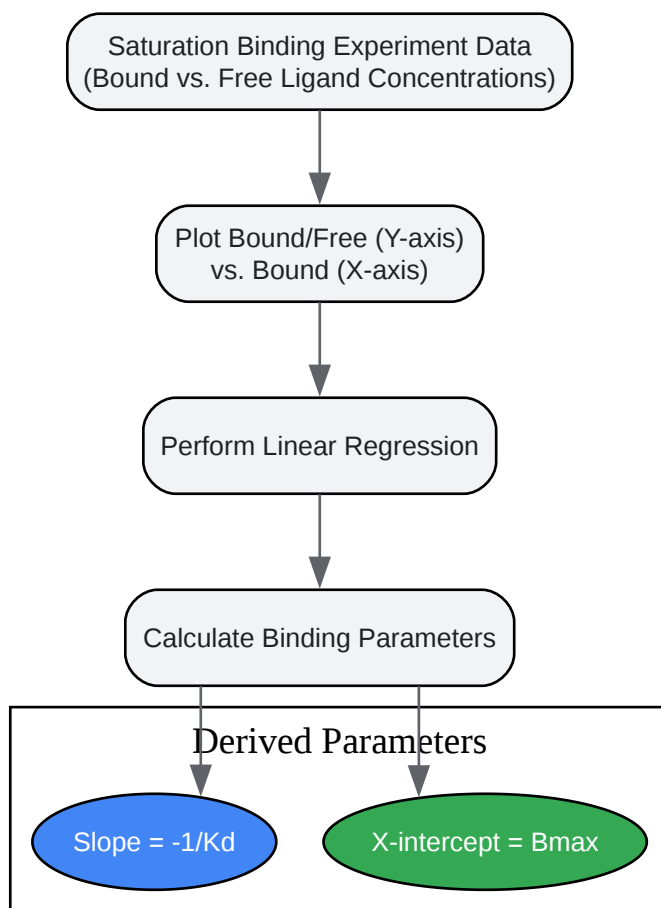 Saturation Binding Experiment Data
(Bound vs. Free Ligand Concentrations)
Plot Bound/Free (Y-axis)
vs. Bound (X-axis)
Perform Linear Regression
Calculate Binding Parameters
Derived Parameters
Slope = -1/Kd
X-intercept = Bmax